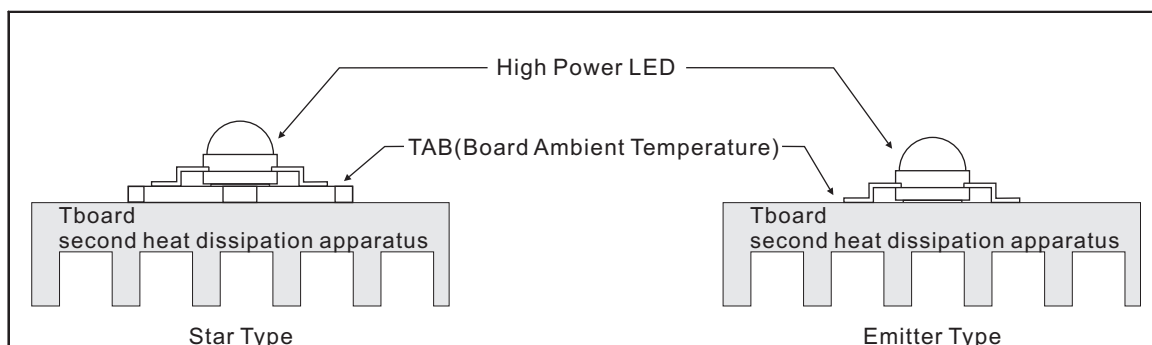 High Power LED
TAB(Board Ambient Temperature)
Tboard
second heat dissipation apparatus
Tboard
second heat dissipation apparatus
Star Type
Emitter Type